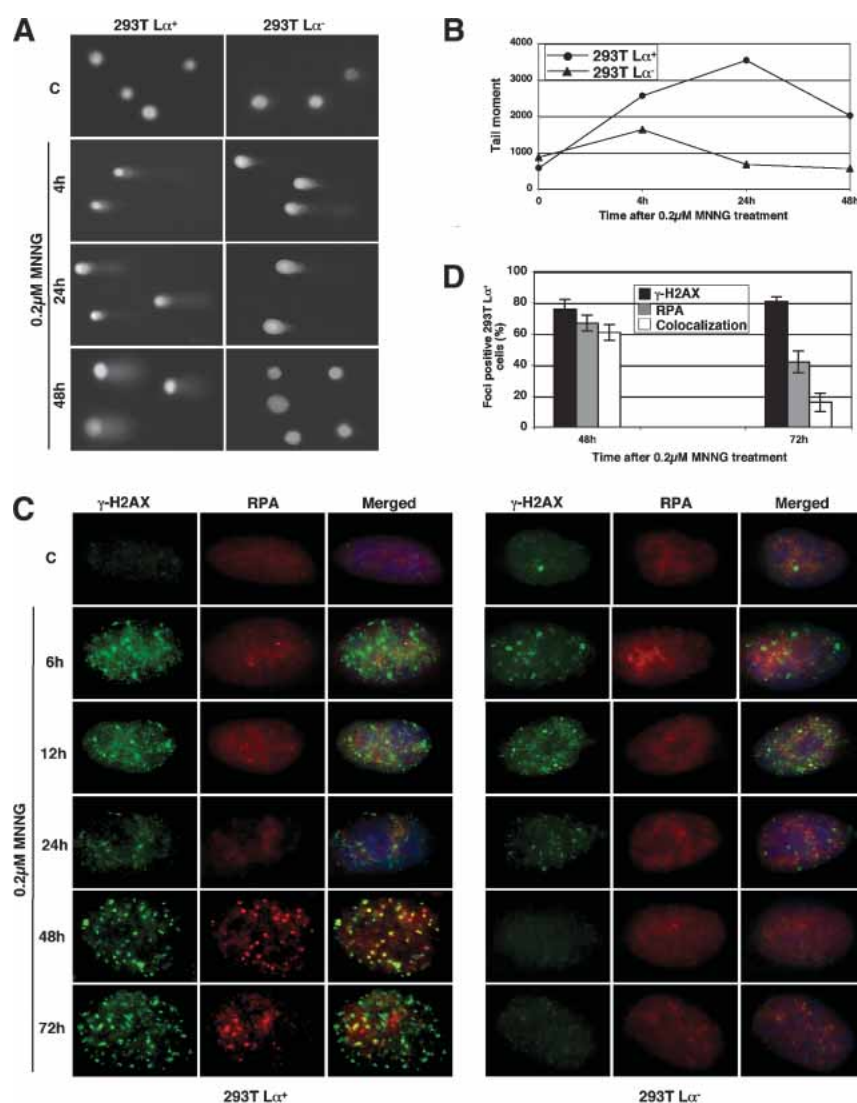 A
293T Lα+
293T Lα-
C
0.2µM MNNG
4h
24h
48h
B
4000
3000
2000
1000
0
Tail moment
293T Lα+
293T Lα-
0
4h
24h
48h
Time after 0.2µM MNNG treatment
D
100
80
60
40
20
0
Foci positive 293T Lα-
cells (%)
γ-H2AX
RPA
Colocalization
48h
72h
Time after 0.2µM MNNG treatment
C
γ-H2AX
RPA
Merged
γ-H2AX
RPA
Merged
C
0.2µM MNNG
6h
12h
24h
48h
72h
293T Lα+
293T Lα-